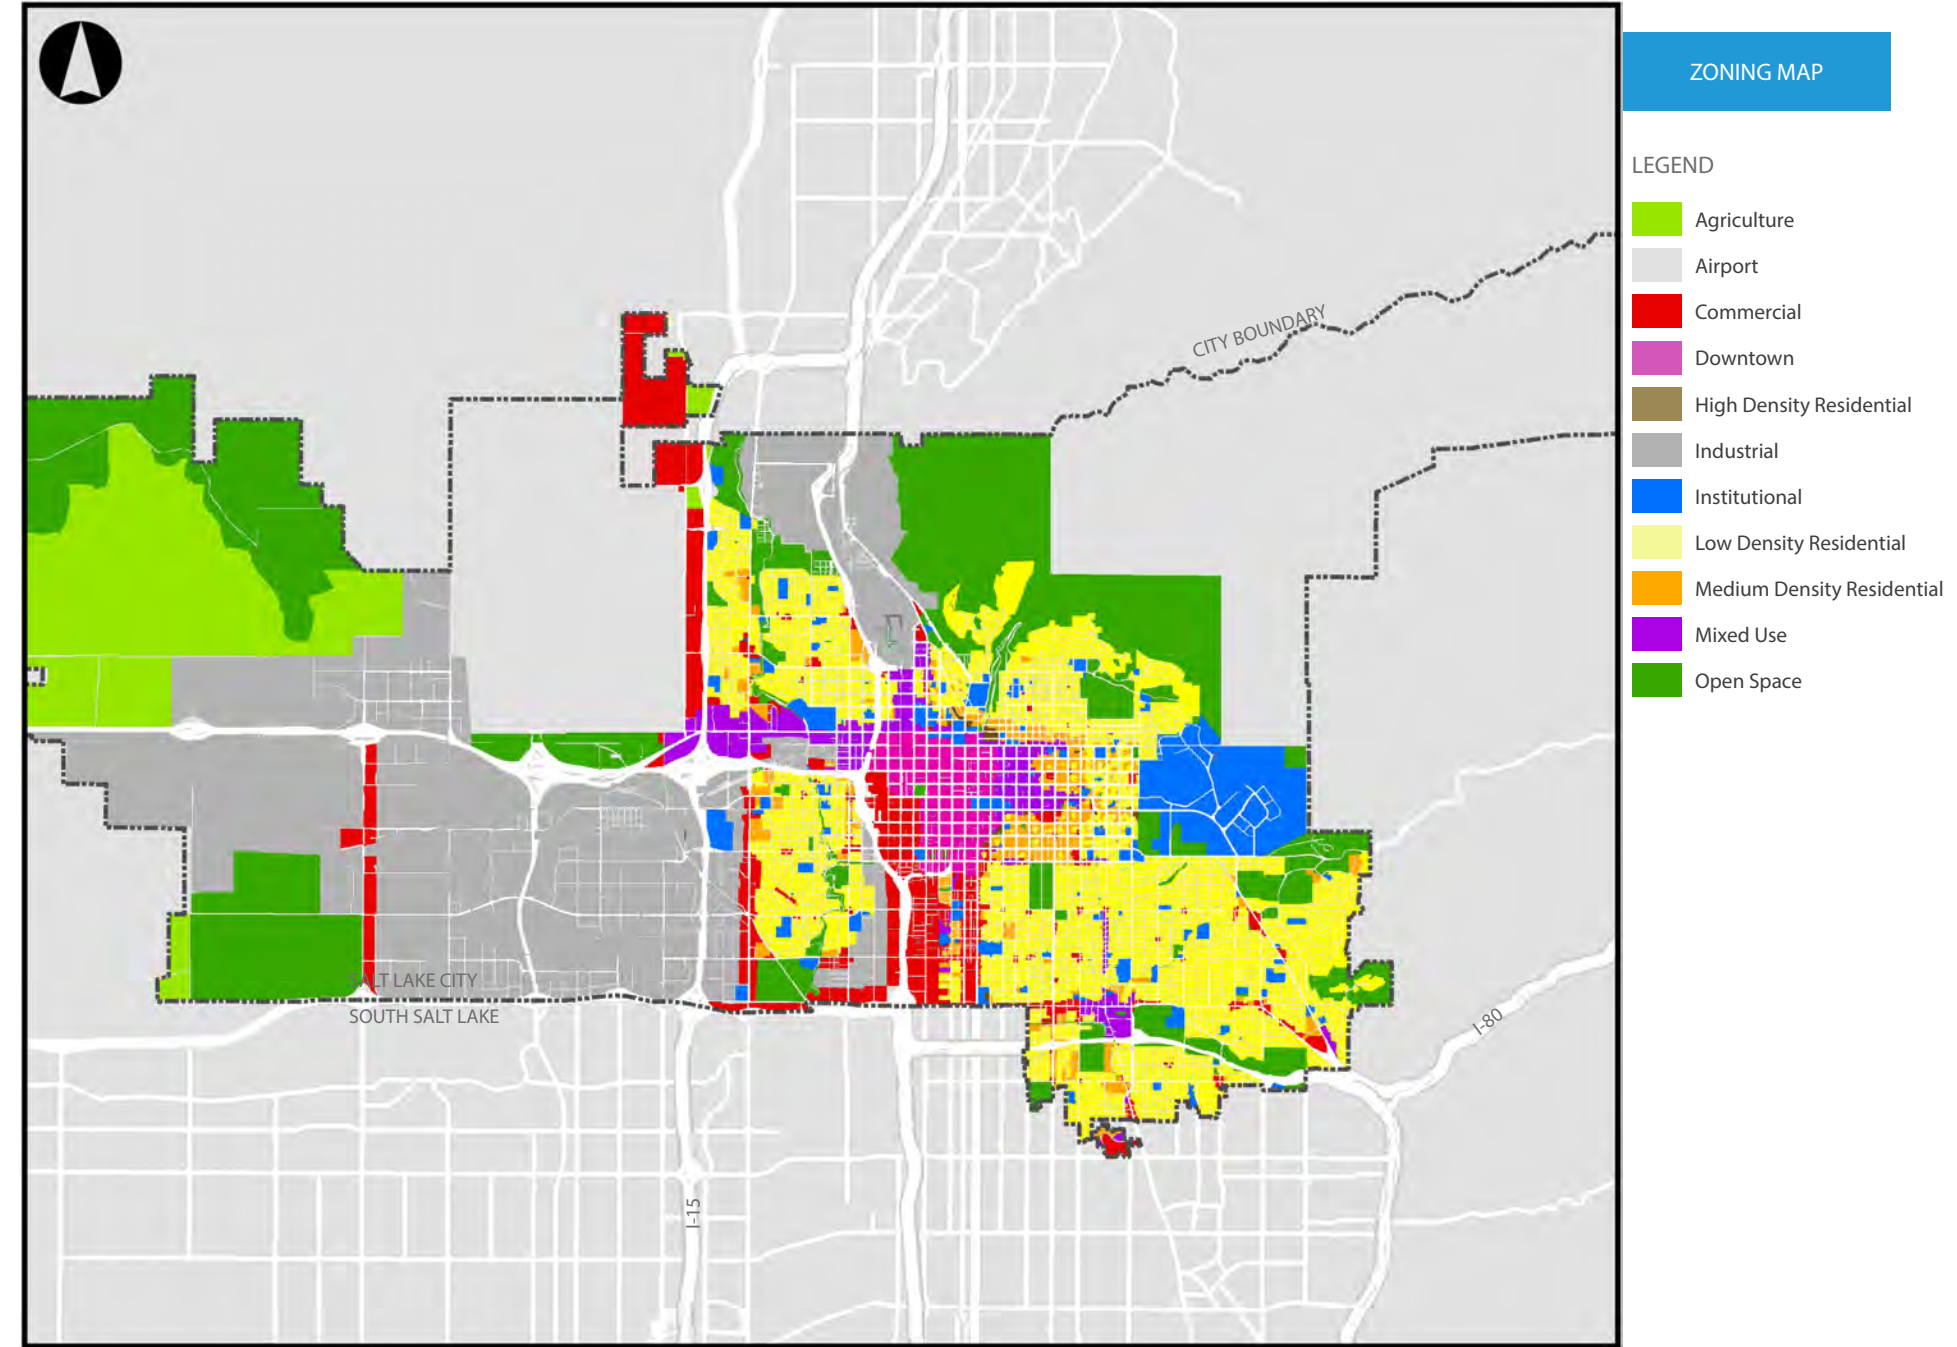 ZONING MAP
LEGEND
Agriculture
Airport
Commercial
Downtown
High Density Residential
Industrial
Institutional
Low Density Residential
Medium Density Residential
Mixed Use
Open Space
CITY BOUNDARY
SALT LAKE CITY
SOUTH SALT LAKE
I-80
I-15